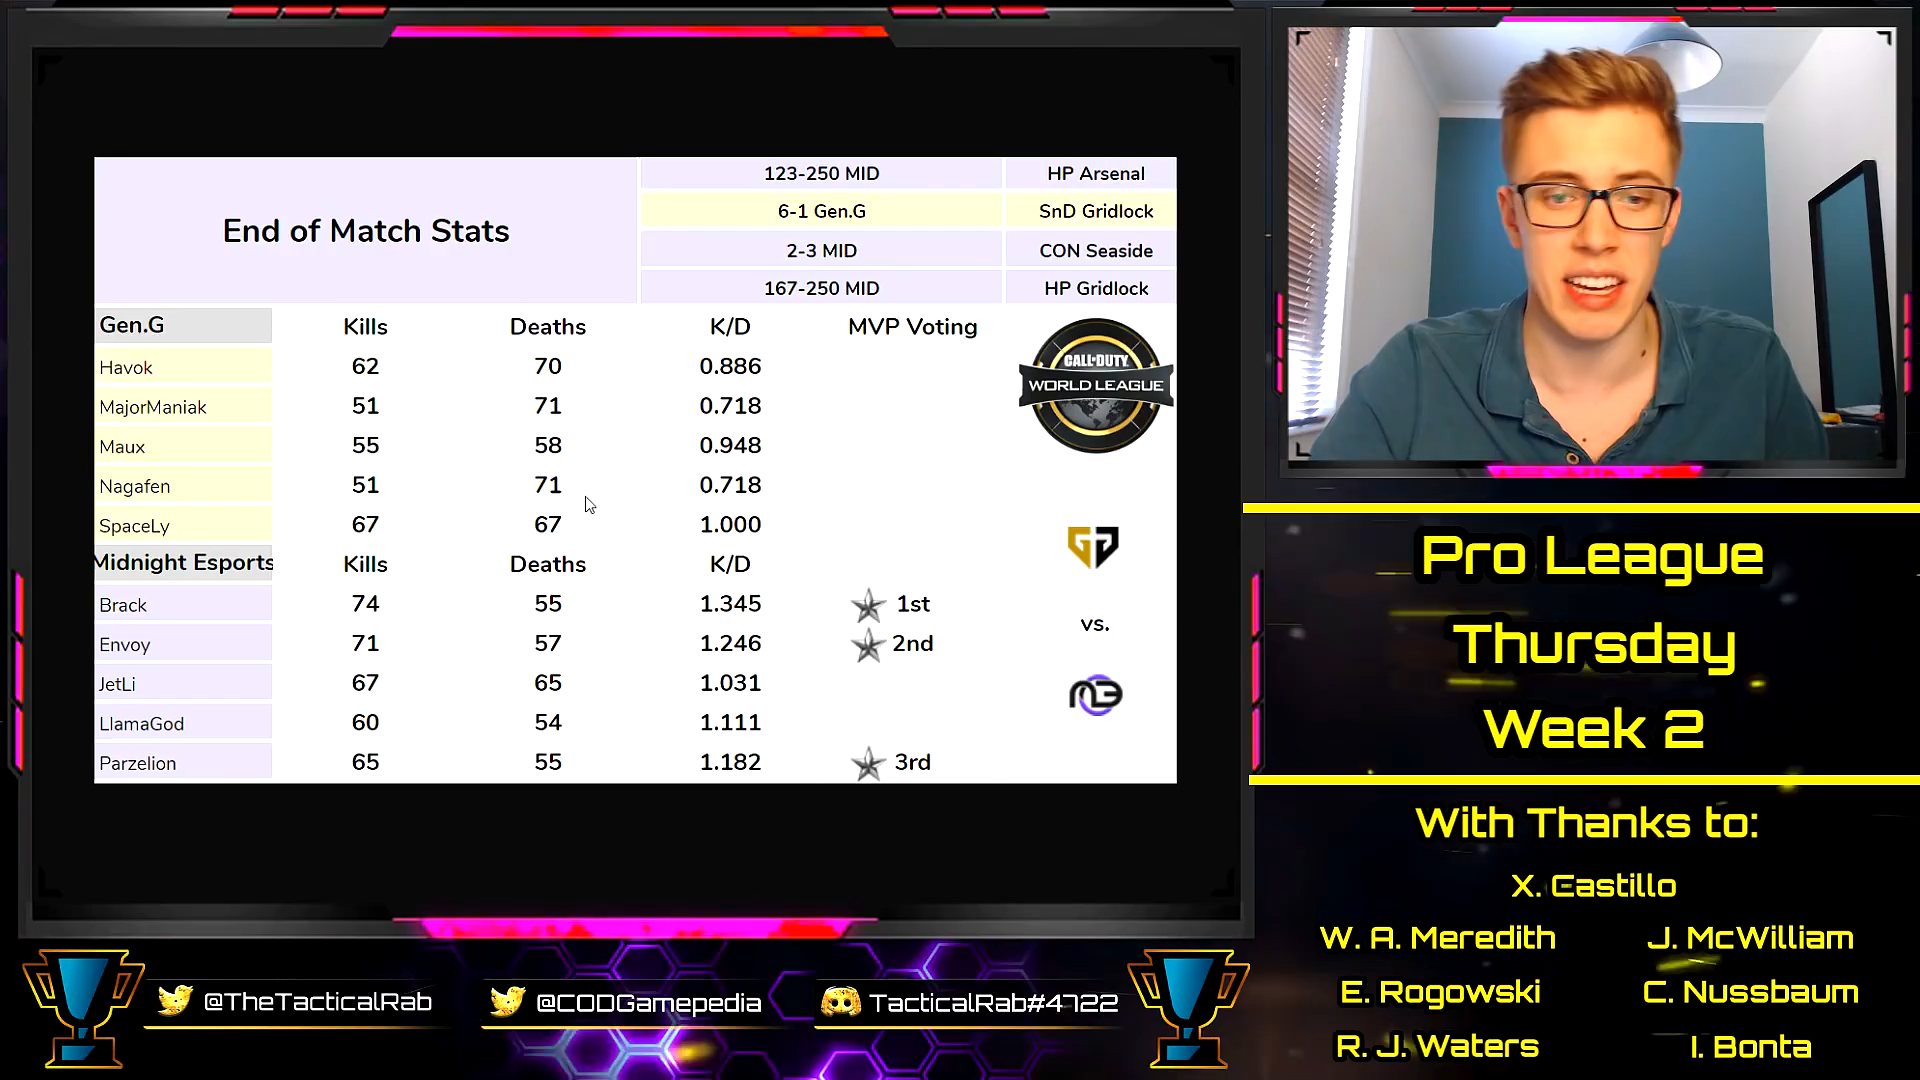 End of Match Stats
123-250 MID HP Arsenal
6-1 Gen.G SnD Gridlock
2-3 MID CON Seaside
167-250 MID HP Gridlock
Gen.G Kills Deaths K/D MVP Voting
Havok 62 70 0.886
MajorManiak 51 71 0.718
Maux 55 58 0.948
Nagafen 51 71 0.718
SpaceLy 67 67 1.000
Midnight Esports Kills Deaths K/D
Brack 74 55 1.345 1st
Envoy 71 57 1.246 2nd
JetLi 67 65 1.031
LlamaGod 60 54 1.111
Parzelion 65 55 1.182 3rd
CALL OF DUTY
WORLD LEAGUE
GG
vs.
Pro League
Thursday
Week 2
With Thanks to:
X. Castillo
W. A. Meredith J. McWilliam
E. Rogowski C. Nussbaum
R. J. Waters I. Bonta
@TheTacticalRab @CODGamepedia TacticalRab#4722